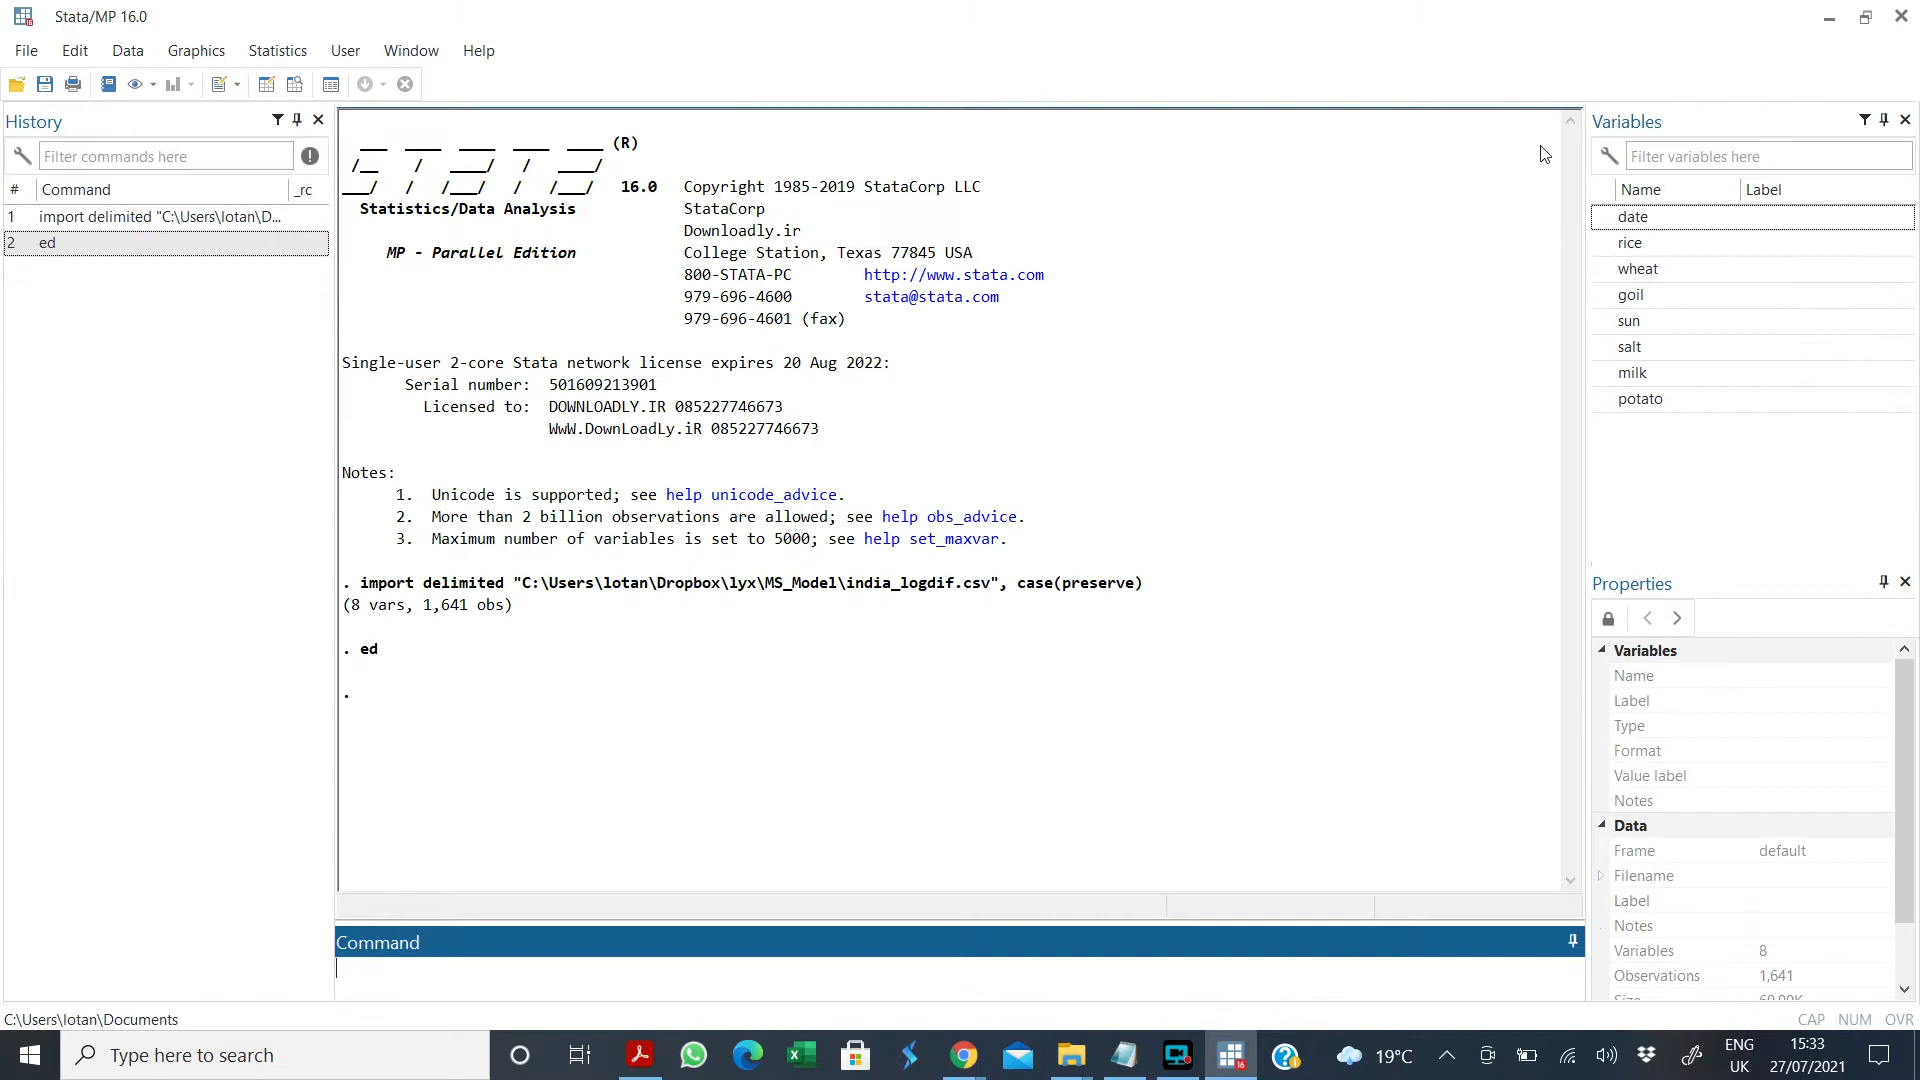 Stata/MP 16.0
File Edit Data Graphics Statistics User Window Help
History
Filter commands here
# Command _rc
1 import delimited "C:\Users\lotan\D...
2 ed
(R)
16.0 Copyright 1985-2019 StataCorp LLC
Statistics/Data Analysis StataCorp
Downloadly.ir
MP - Parallel Edition College Station, Texas 77845 USA
800-STATA-PC http://www.stata.com
979-696-4600 stata@stata.com
979-696-4601 (fax)
Single-user 2-core Stata network license expires 20 Aug 2022:
Serial number: 501609213901
Licensed to: DOWNLOADLY.IR 085227746673
WwW.DownLoadLy.iR 085227746673
Notes:
1. Unicode is supported; see help unicode_advice.
2. More than 2 billion observations are allowed; see help obs_advice.
3. Maximum number of variables is set to 5000; see help set_maxvar.
. import delimited "C:\Users\lotan\Dropbox\lyx\MS_Model\india_logdif.csv", case(preserve)
(8 vars, 1,641 obs)
. ed
.
Command
Variables
Filter variables here
Name Label
date
rice
wheat
goil
sun
salt
milk
potato
Properties
Variables
Name
Label
Type
Format
Value label
Notes
Data
Frame default
Filename
Label
Notes
Variables 8
Observations 1,641
Size 60.90K
C:\Users\lotan\Documents
CAP NUM OVR
Type here to search
16
19°C
ENG
UK
15:33
27/07/2021